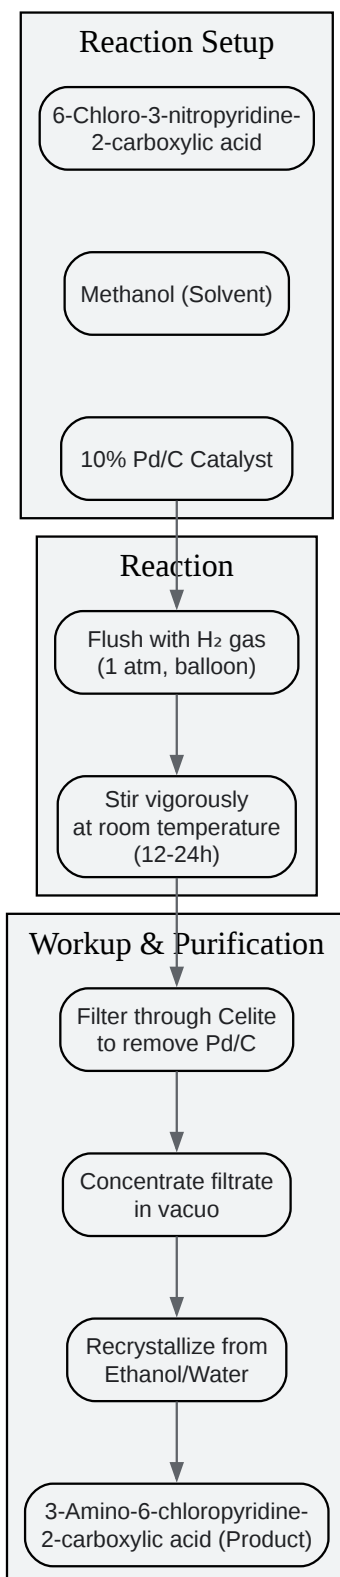 Reaction Setup
6-Chloro-3-nitropyridine-
2-carboxylic acid
Methanol (Solvent)
10% Pd/C Catalyst
Reaction
Flush with H₂ gas
(1 atm, balloon)
Stir vigorously
at room temperature
(12-24h)
Workup & Purification
Filter through Celite
to remove Pd/C
Concentrate filtrate
in vacuo
Recrystallize from
Ethanol/Water
3-Amino-6-chloropyridine-
2-carboxylic acid (Product)